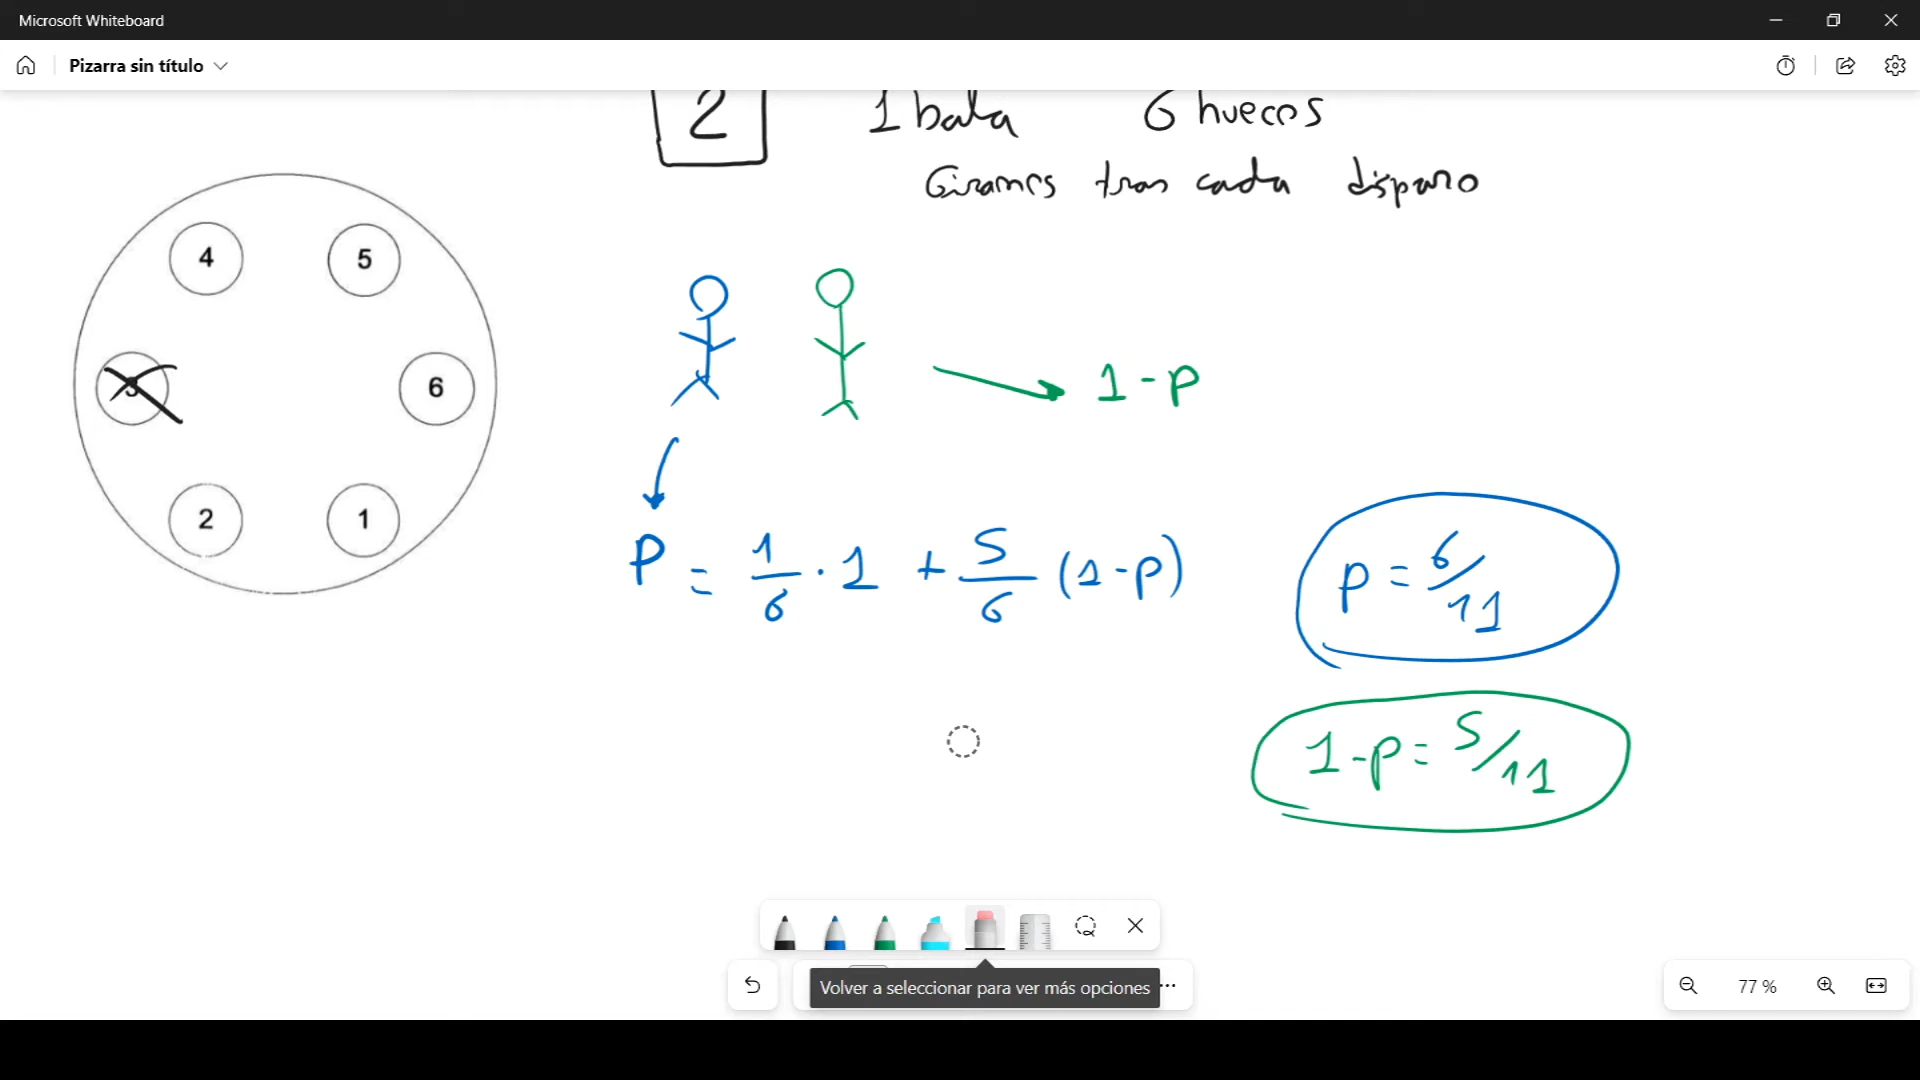 Microsoft Whiteboard
Pizarra sin título
2 1 bala 6 huecos
Giramos tras cada disparo
4 5
3 6
2 1
1-p
P = 1/6 · 1 + 5/6 (1-p)
p = 6/11
1-p = 5/11
Volver a seleccionar para ver más opciones
77 %